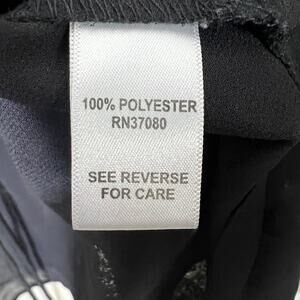 100% POLYESTER
RN37080
SEE REVERSE
FOR CARE